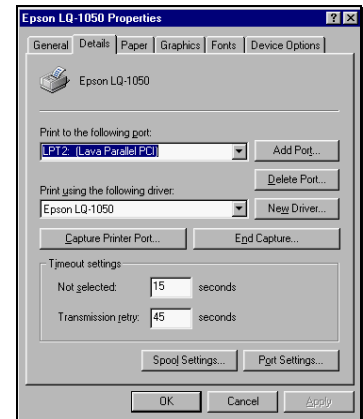 Epson LQ-1050 Properties
General Details Paper Graphics Fonts Device Options
Epson LQ-1050
Print to the following port:
LPT2: (Lava Parallel PCI) Add Port...
Delete Port...
Print using the following driver:
Epson LQ-1050 New Driver...
Capture Printer Port... End Capture...
Timeout settings
Not selected: 15 seconds
Transmission retry: 45 seconds
Spool Settings... Port Settings...
OK Cancel Apply